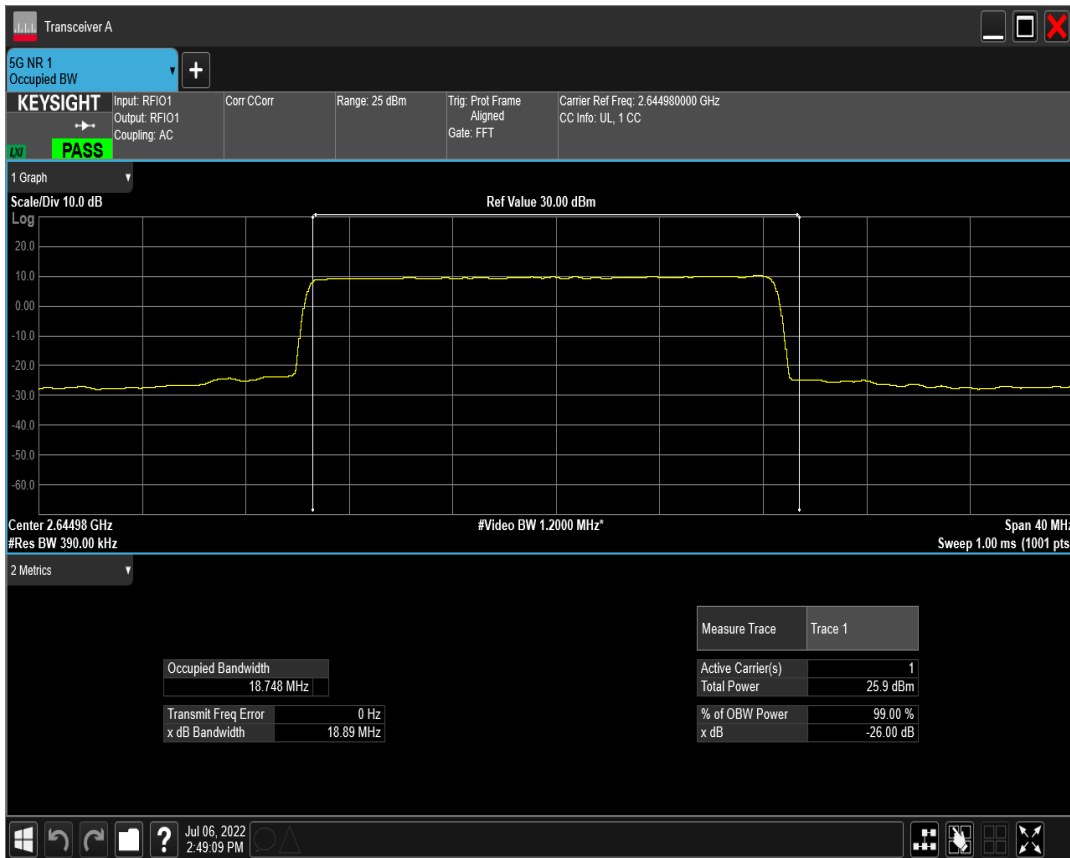 Transceiver A
5G NR 1
Occupied BW
+
KEYSIGHT
LXI
PASS
Input: RFIO1
Output: RFIO1
Coupling: AC
Corr CCorr
Range: 25 dBm
Trig: Prot Frame
Aligned
Gate: FFT
Carrier Ref Freq: 2.644980000 GHz
CC Info: UL, 1 CC
1 Graph
Scale/Div 10.0 dB
Ref Value 30.00 dBm
Log
20.0
10.0
0.00
-10.0
-20.0
-30.0
-40.0
-50.0
-60.0
Center 2.64498 GHz
#Video BW 1.2000 MHz*
Span 40 MHz
#Res BW 390.00 kHz
Sweep 1.00 ms (1001 pts
2 Metrics
Measure Trace Trace 1
Occupied Bandwidth
18.748 MHz
Active Carrier(s) 1
Total Power 25.9 dBm
Transmit Freq Error 0 Hz
x dB Bandwidth 18.89 MHz
% of OBW Power 99.00 %
x dB -26.00 dB
?
Jul 06, 2022
2:49:09 PM